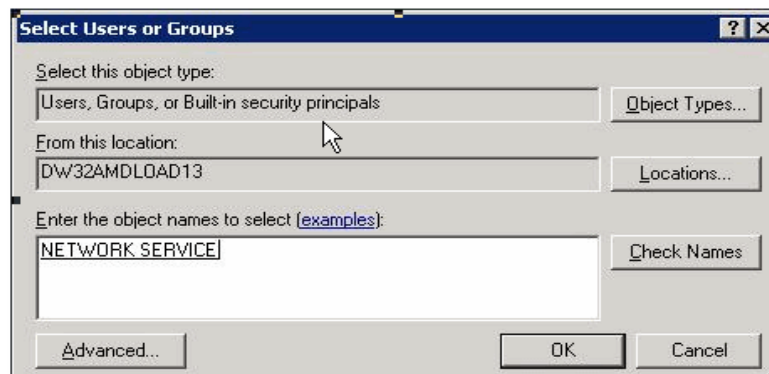 Select Users or Groups
Select this object type:
Users, Groups, or Built-in security principals
Object Types...
From this location:
DW32AMDLOAD13
Locations...
Enter the object names to select (examples):
NETWORK SERVICE
Check Names
Advanced...
OK
Cancel